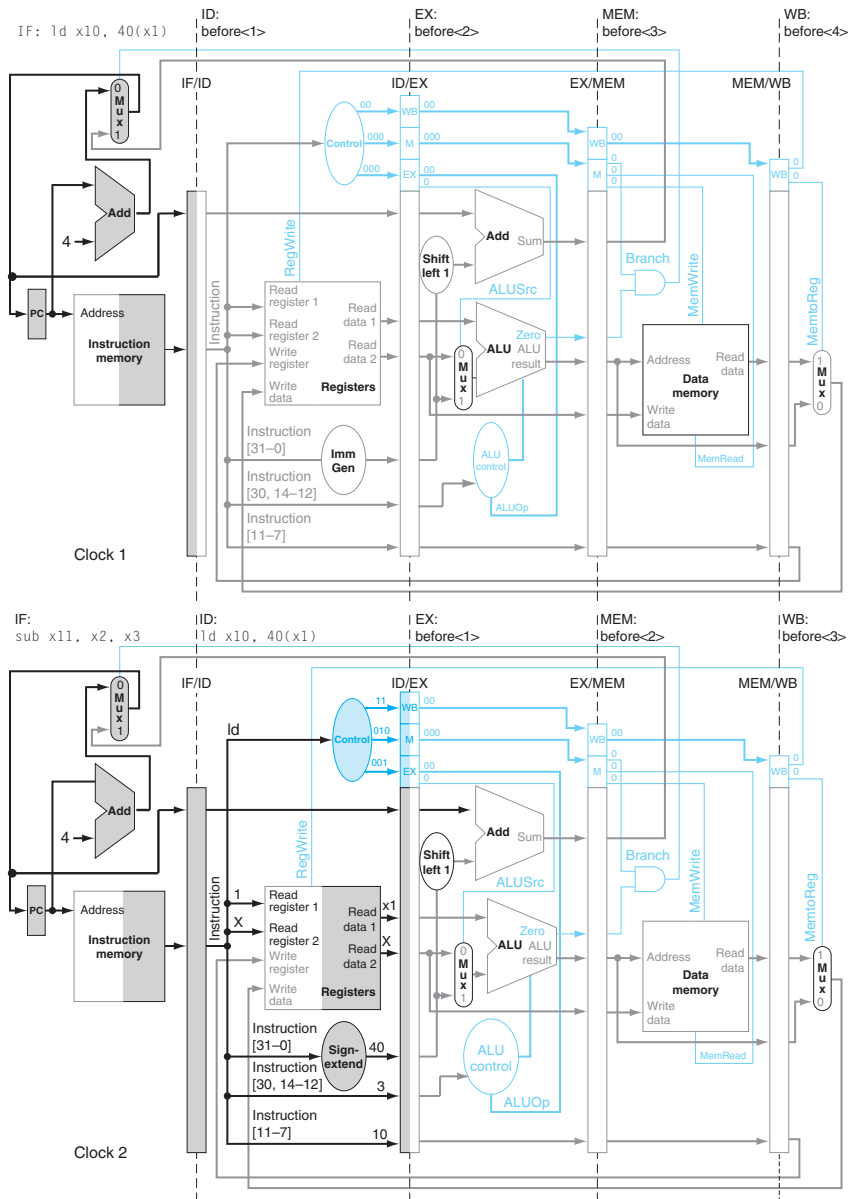 IF: ld x10, 40(x1)
ID:
before<1>
EX:
before<2>
MEM:
before<3>
WB:
before<4>
IF/ID
ID/EX
EX/MEM
MEM/WB
0
Mux
1
Add
4
PC
Address
Instruction
memory
Instruction
RegWrite
Control
00
000
000
WB
M
EX
00
000
00
0
WB
M
00
0
0
0
WB
0
0
Read
register 1
Read
register 2
Write
register
Write
data
Read
data 1
Read
data 2
Registers
Shift
left 1
Add
Sum
ALUSrc
Zero
ALU
ALU
result
0
Mux
1
Branch
MemWrite
Address
Read
data
Data
memory
Write
data
MemRead
MemtoReg
1
Mux
0
Instruction
[31–0]
Imm
Gen
Instruction
[30, 14–12]
Instruction
[11–7]
ALU
control
ALUOp
Clock 1
IF:
sub x11, x2, x3
ID:
ld x10, 40(x1)
EX:
before<1>
MEM:
before<2>
WB:
before<3>
IF/ID
ID/EX
EX/MEM
MEM/WB
0
Mux
1
Add
4
PC
Address
Instruction
memory
Instruction
ld
RegWrite
Control
11
010
001
WB
M
EX
00
000
00
0
WB
M
00
0
0
0
WB
0
0
1
X
Read
register 1
Read
register 2
Write
register
Write
data
Read
data 1
Read
data 2
Registers
x1
X
Shift
left 1
Add
Sum
ALUSrc
Zero
ALU
ALU
result
0
Mux
1
Branch
MemWrite
Address
Read
data
Data
memory
Write
data
MemRead
MemtoReg
1
Mux
0
Instruction
[31–0]
Sign-
extend
40
Instruction
[30, 14–12]
3
Instruction
[11–7]
10
ALU
control
ALUOp
Clock 2